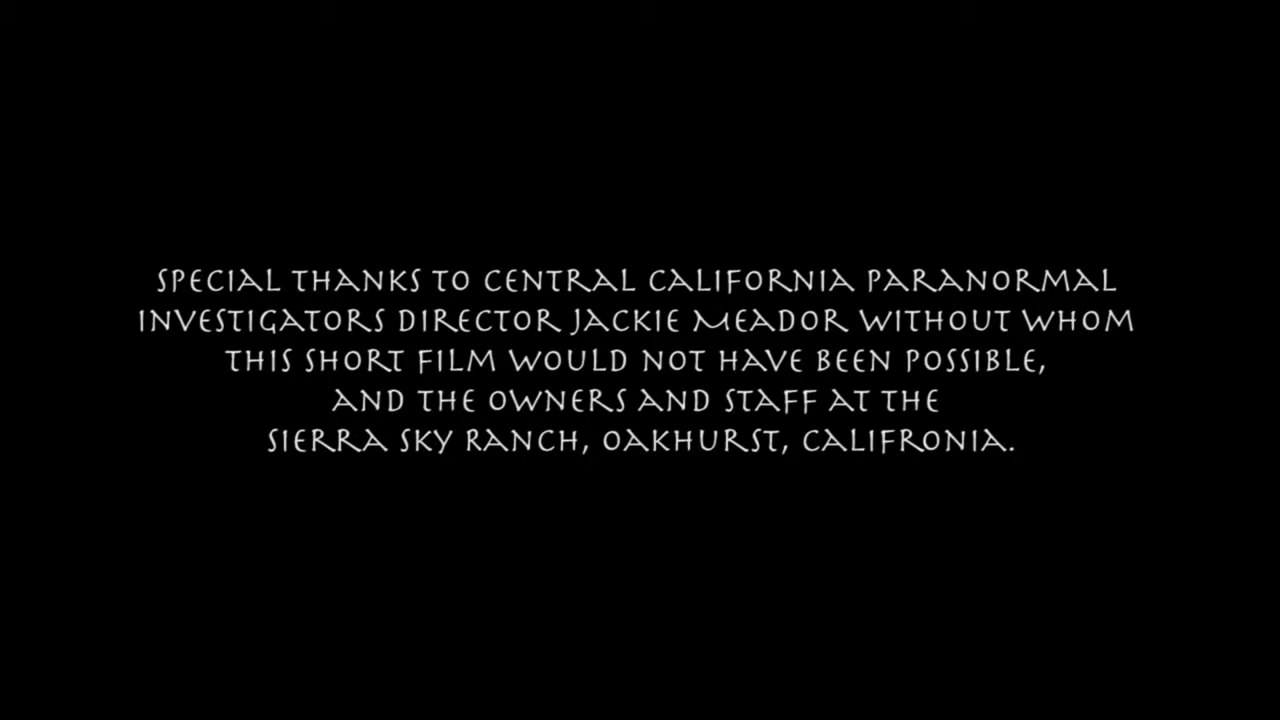 SPECIAL THANKS TO CENTRAL CALIFORNIA PARANORMAL
INVESTIGATORS DIRECTOR JACKIE MEADOR WITHOUT WHOM
THIS SHORT FILM WOULD NOT HAVE BEEN POSSIBLE,
AND THE OWNERS AND STAFF AT THE
SIERRA SKY RANCH, OAKHURST, CALIFRONIA.